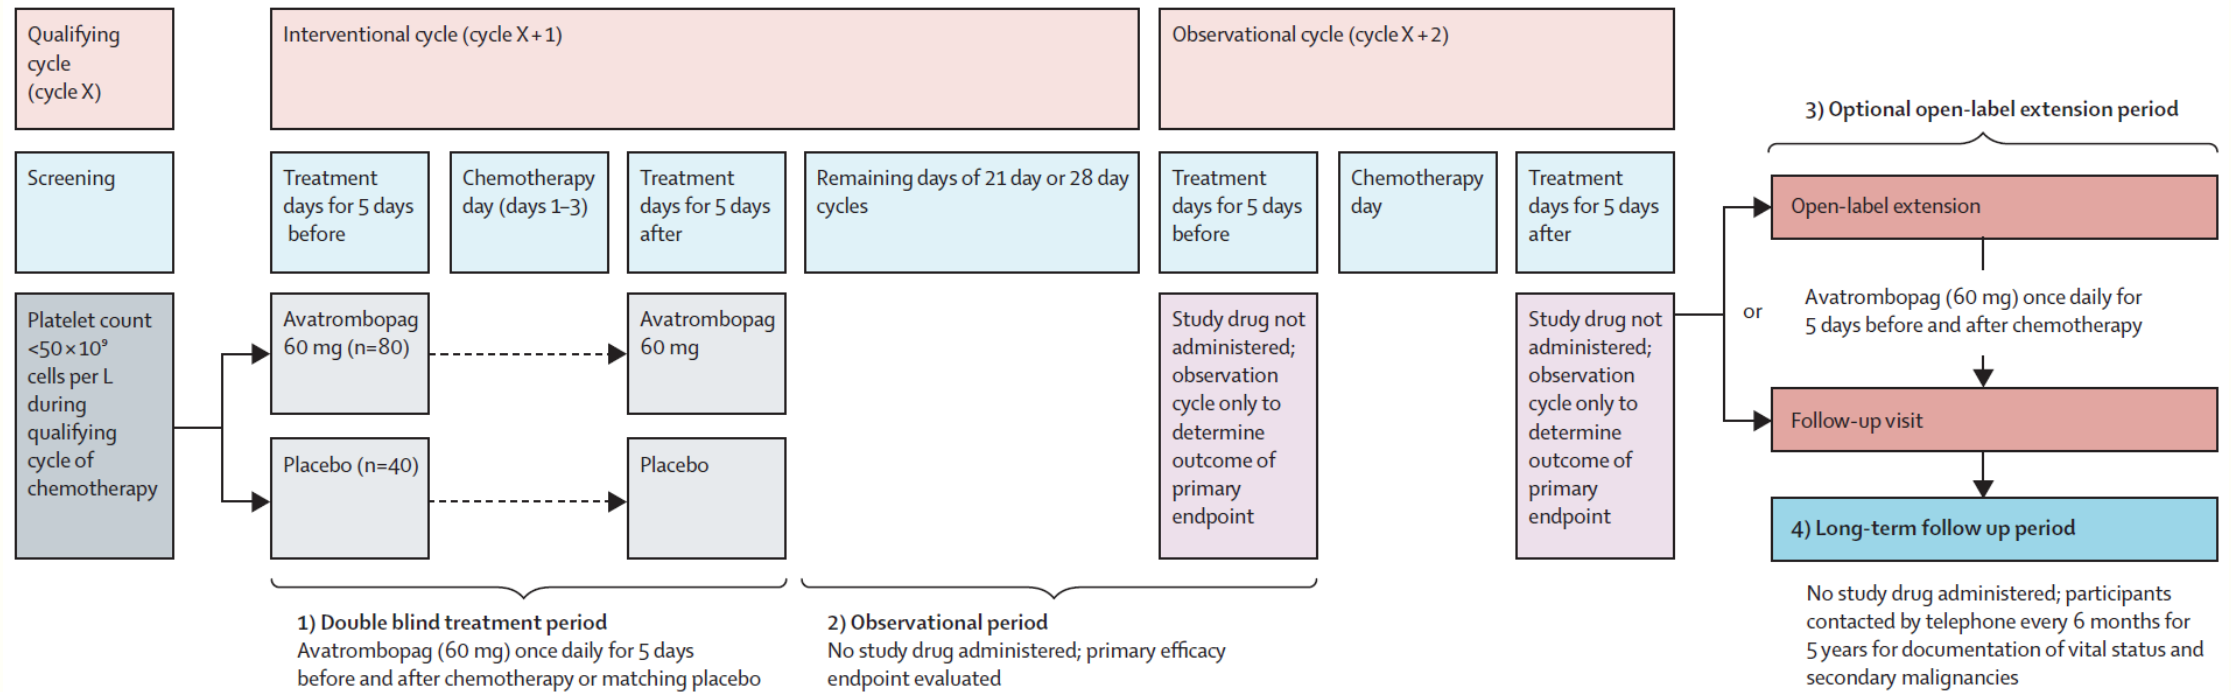 Qualifying
cycle
(cycle X)
Interventional cycle (cycle X + 1)
Observational cycle (cycle X + 2)
Screening
Treatment
days for 5 days
before
Chemotherapy
day (days 1–3)
Treatment
days for 5 days
after
Remaining days of 21 day or 28 day
cycles
Treatment
days for 5 days
before
Chemotherapy
day
Treatment
days for 5 days
after
Platelet count
<50 × 10⁹
cells per L
during
qualifying
cycle of
chemotherapy
Avatrombopag
60 mg (n=80)
Avatrombopag
60 mg
Placebo (n=40)
Placebo
Study drug not
administered;
observation
cycle only to
determine
outcome of
primary
endpoint
Study drug not
administered;
observation
cycle only to
determine
outcome of
primary
endpoint
1) Double blind treatment period
Avatrombopag (60 mg) once daily for 5 days
before and after chemotherapy or matching placebo
2) Observational period
No study drug administered; primary efficacy
endpoint evaluated
3) Optional open-label extension period
Open-label extension
or
Avatrombopag (60 mg) once daily for
5 days before and after chemotherapy
Follow-up visit
4) Long-term follow up period
No study drug administered; participants
contacted by telephone every 6 months for
5 years for documentation of vital status and
secondary malignancies